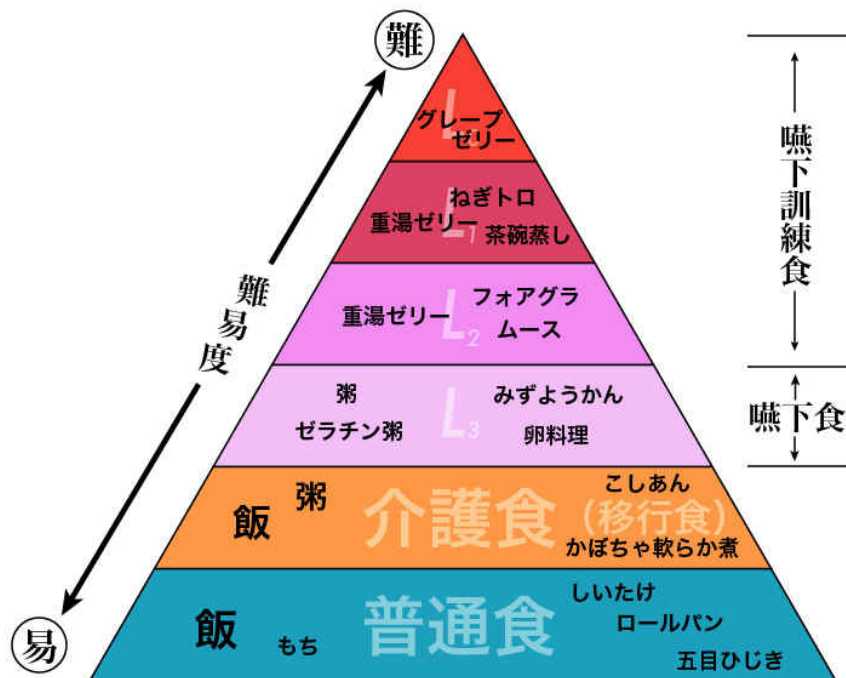 難
L0
グレープ
ゼリー
L1
ねぎトロ
重湯ゼリー
茶碗蒸し
嚥下訓練食
難易度
L2
重湯ゼリー
フォアグラ
ムース
L3
粥
ゼラチン粥
みずようかん
卵料理
嚥下食
飯
粥
介護食
(移行食)
こしあん
かぼちゃ軟らか煮
易
飯
もち
普通食
しいたけ
ロールパン
五目ひじき